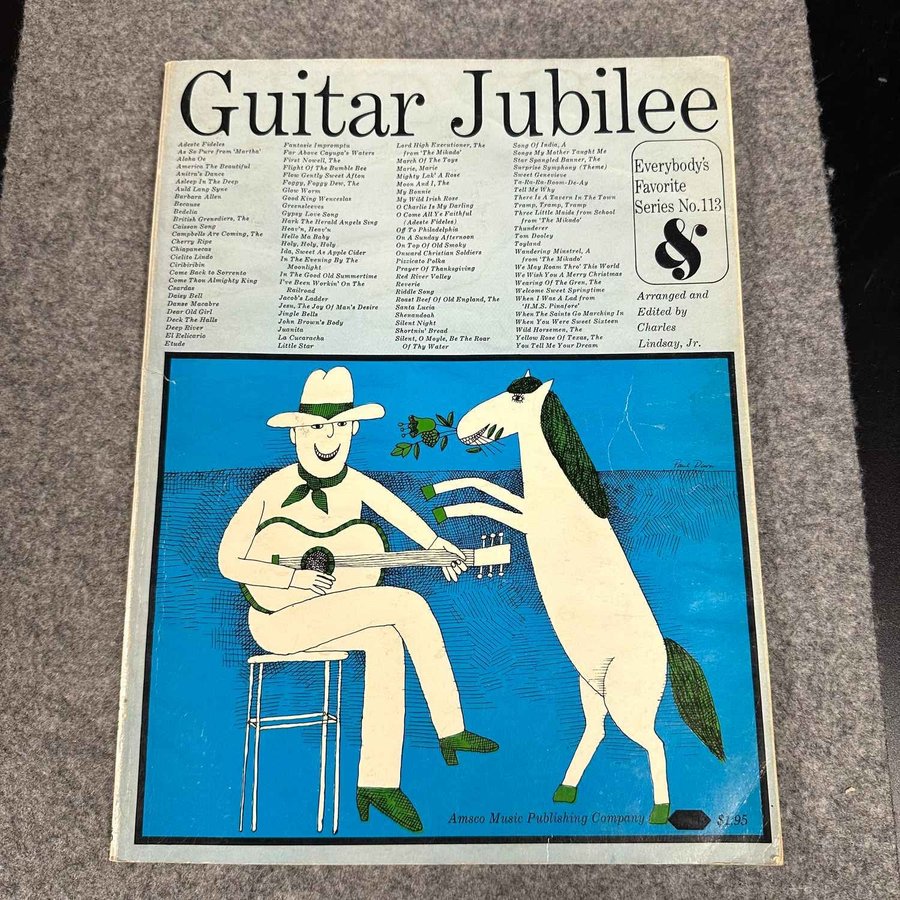 Guitar Jubilee
Adeste Fideles
As So Pure from 'Martha'
Aloha Oe
America The Beautiful
Anitra's Dance
Asleep In The Deep
Auld Lang Syne
Barbara Allen
Because
Bedelia
British Grenadiers, The
Caisson Song
Campbells Are Coming, The
Cherry Ripe
Chiapanecas
Cielito Lindo
Ciribiribin
Come Back to Sorrento
Come Thou Almighty King
Csardas
Daisy Bell
Danse Macabre
Dear Old Girl
Deck The Halls
Deep River
El Relicario
Etude
Fantasie Impromptu
Far Above Cayuga's Waters
First Nowell, The
Flight Of The Bumble Bee
Flow Gently Sweet Afton
Foggy, Foggy Dew, The
Glow Worm
Good King Wenceslas
Greensleeves
Gypsy Love Song
Hark The Herald Angels Sing
Heav'n, Heav'n
Hello Ma Baby
Holy, Holy, Holy
Ida, Sweet As Apple Cider
In The Evening By The
Moonlight
In The Good Old Summertime
I've Been Workin' On The
Railroad
Jacob's Ladder
Jesu, The Joy Of Man's Desire
Jingle Bells
John Brown's Body
Juanita
La Cucaracha
Little Star
Lord High Executioner, The
from 'The Mikado'
March Of The Toys
Marie, Marie
Mighty Lak' A Rose
Moon And I, The
My Bonnie
My Wild Irish Rose
O Charlie Is My Darling
O Come All Ye Faithful
(Adeste Fideles)
Off To Philadelphia
On A Sunday Afternoon
On Top Of Old Smoky
Onward Christian Soldiers
Pizzicato Polka
Prayer Of Thanksgiving
Red River Valley
Reverie
Riddle Song
Roast Beef Of Old England, The
Santa Lucia
Shenandoah
Silent Night
Shortnin' Bread
Silent, O Moyle, Be The Roar
Of Thy Water
Song Of India, A
Songs My Mother Taught Me
Star Spangled Banner, The
Surprise Symphony (Theme)
Sweet Genevieve
Ta-Ra-Ra-Boom-De-Ay
Tell Me Why
There Is A Tavern In The Town
Tramp, Tramp, Tramp
Three Little Maids from School
from 'The Mikado'
Thunderer
Tom Dooley
Toyland
Wandering Minstrel, A
from 'The Mikado'
We May Roam Thro' This World
We Wish You A Merry Christmas
Wearing Of The Gren, The
Welcome Sweet Springtime
When I Was A Lad from
'H.M.S. Pinafore'
When The Saints Go Marching In
When You Were Sweet Sixteen
Wild Horsemen, The
Yellow Rose Of Texas, The
You Tell Me Your Dream
Everybody's
Favorite
Series No. 113
&
Arranged and
Edited by
Charles
Lindsay, Jr.
Amsco Music Publishing Company
$1.95